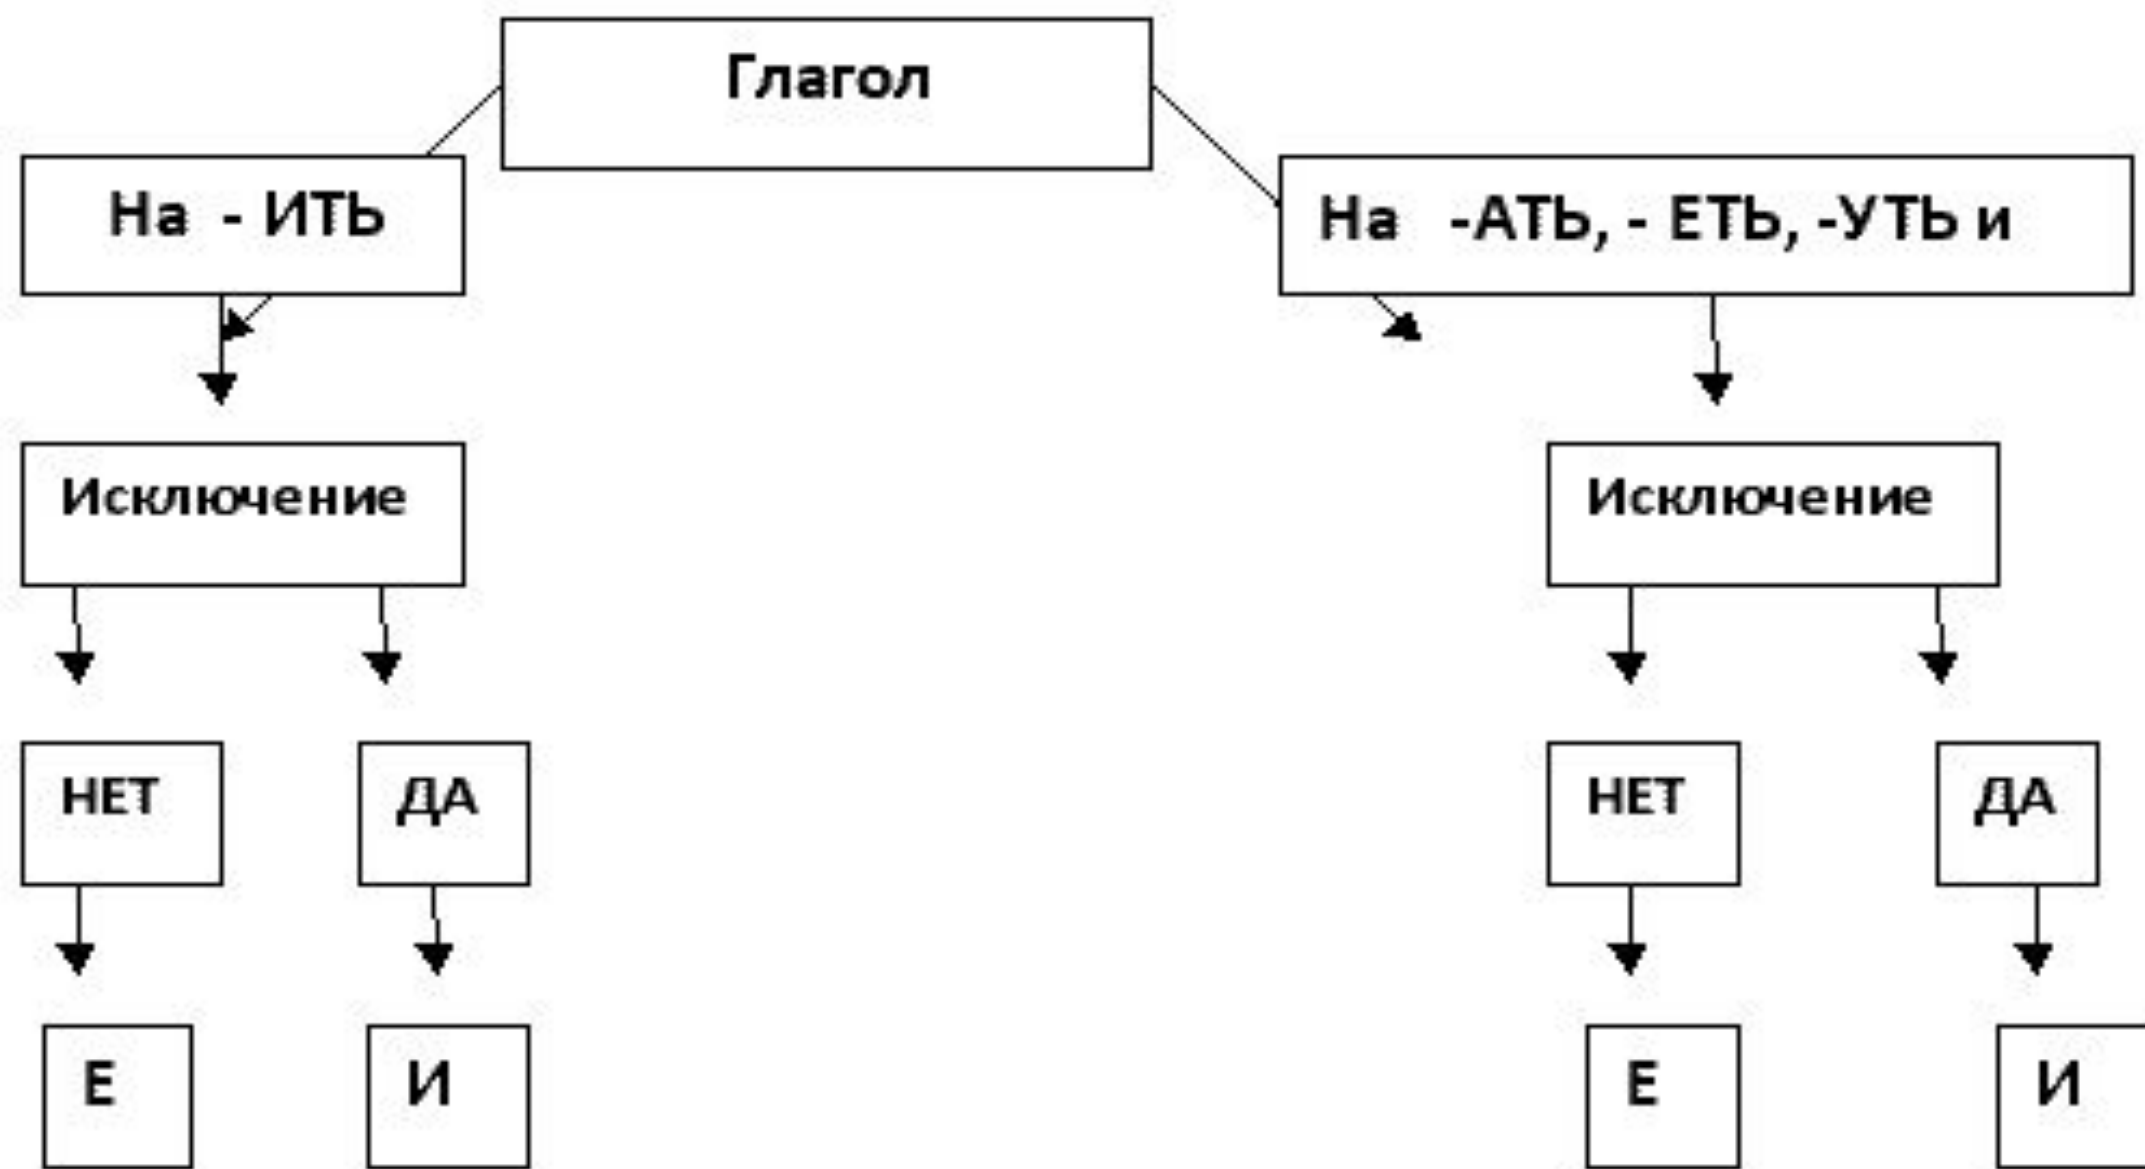 Глагол
На - ИТЬ
На -АТЬ, - ЕТЬ, -УТЬ и
Исключение
Исключение
НЕТ
ДА
НЕТ
ДА
Е
И
Е
И